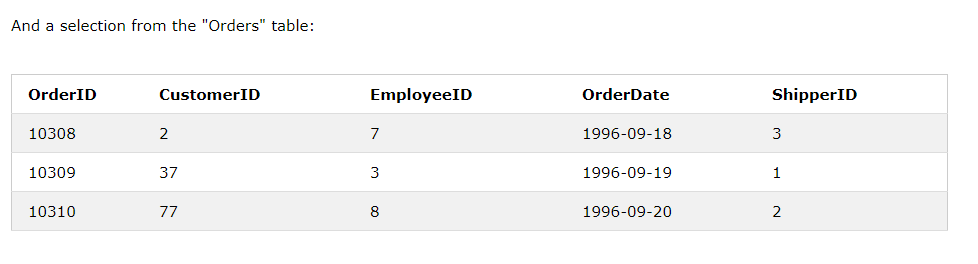 And a selection from the "Orders" table:
OrderID CustomerID EmployeeID OrderDate ShipperID
10308 2 7 1996-09-18 3
10309 37 3 1996-09-19 1
10310 77 8 1996-09-20 2